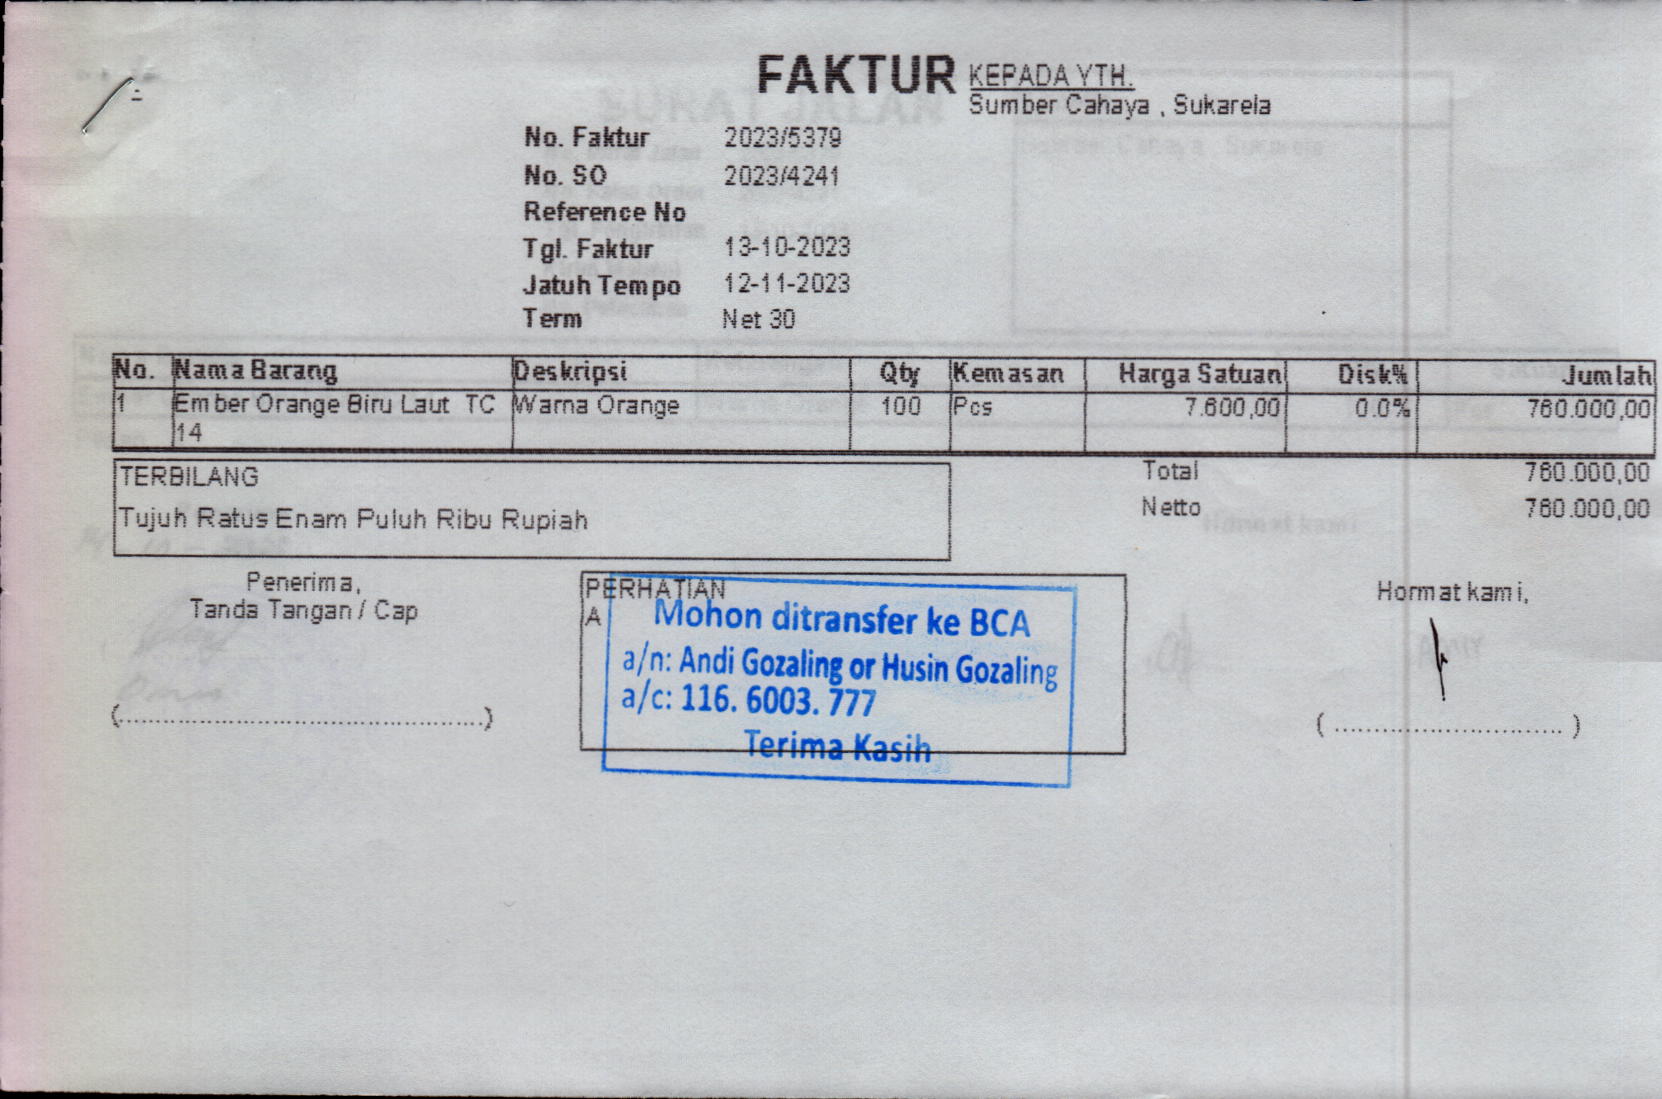 FAKTUR
KEPADA YTH.
Sumber Cahaya , Sukarela
No. Faktur 2023/5379
No. SO 2023/4241
Reference No
Tgl. Faktur 13-10-2023
Jatuh Tempo 12-11-2023
Term Net 30
No. Nama Barang Deskripsi Qty Kemasan Harga Satuan Disk% Jumlah
1 Ember Orange Biru Laut TC Warna Orange 100 Pcs 7.600,00 0.0% 760.000,00
14
TERBILANG
Tujuh Ratus Enam Puluh Ribu Rupiah
Total 760.000,00
Netto 760.000,00
Penerima,
Tanda Tangan / Cap
(..............................................)
PERHATIAN
A
Mohon ditransfer ke BCA
a/n: Andi Gozaling or Husin Gozaling
a/c: 116. 6003. 777
Terima Kasih
Hormat kami,
( ............................. )